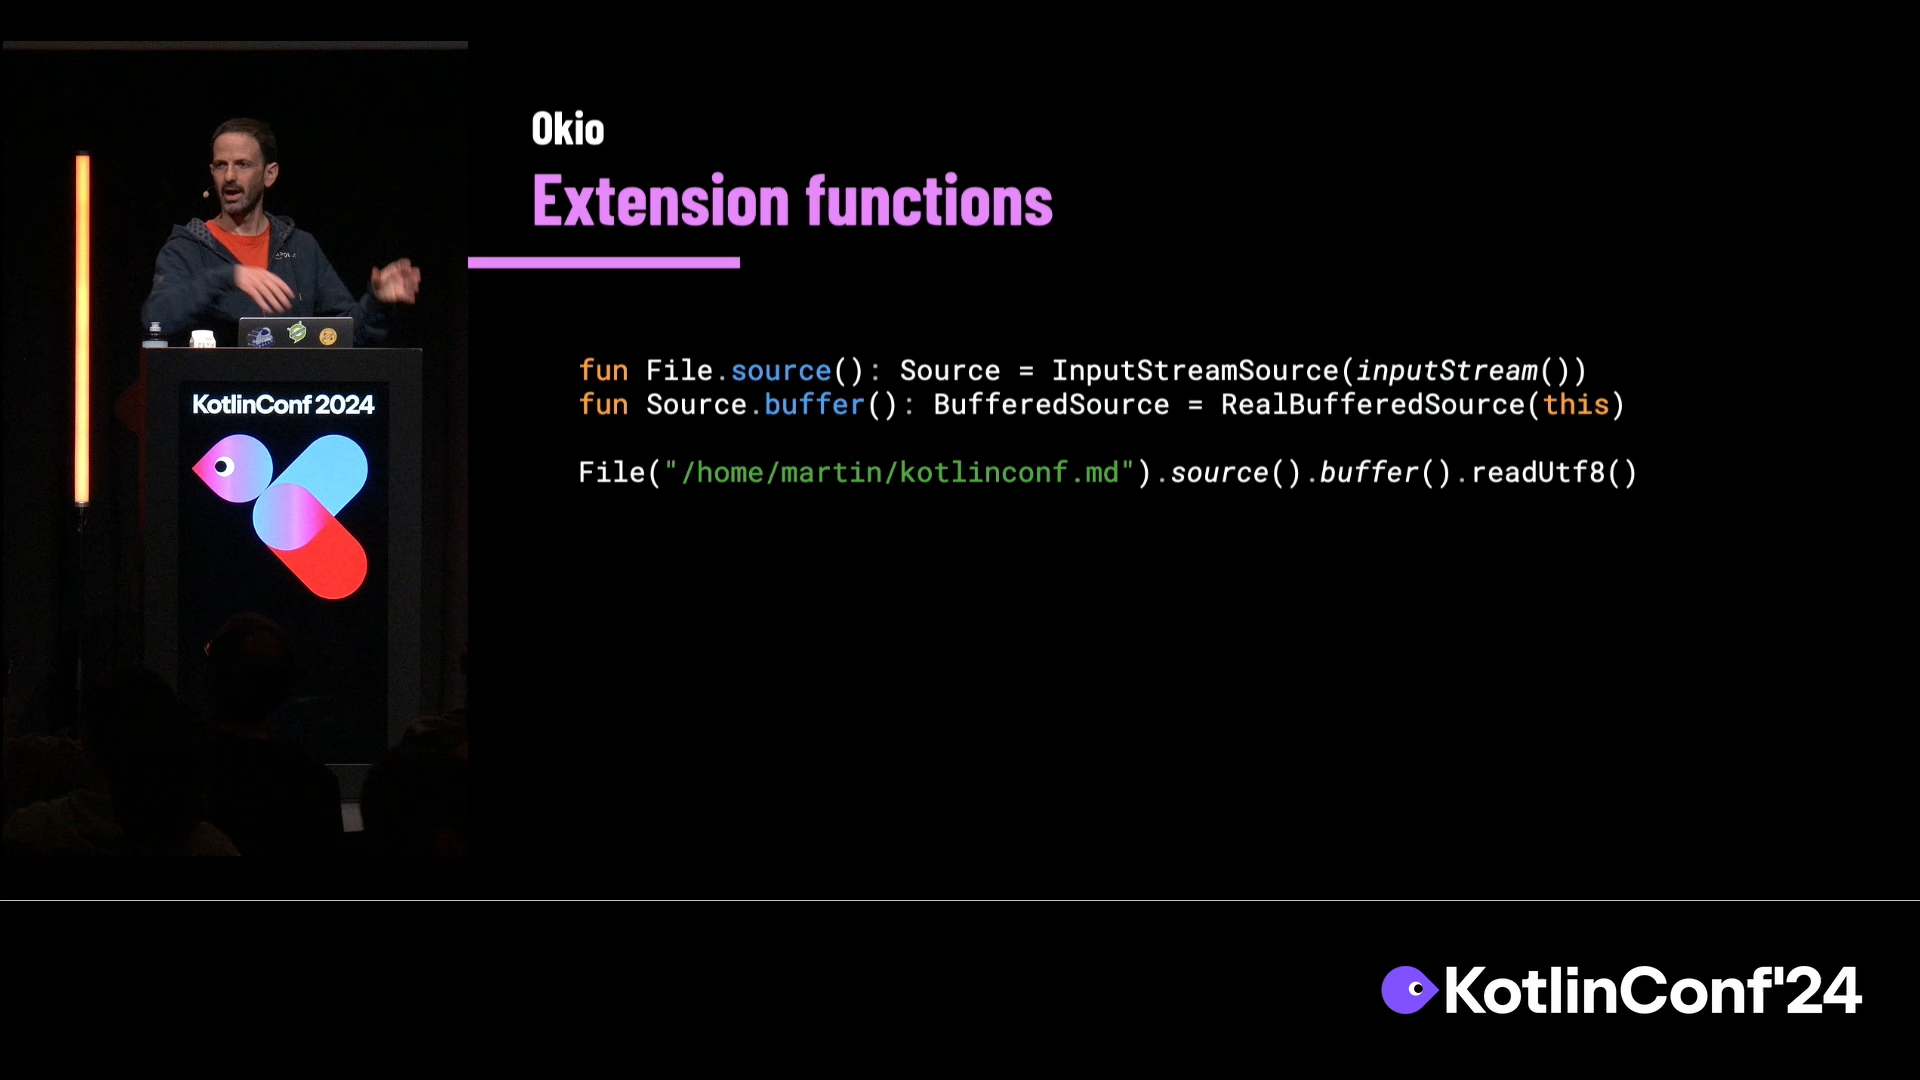 Okio
Extension functions
fun File.source(): Source = InputStreamSource(inputStream())
fun Source.buffer(): BufferedSource = RealBufferedSource(this)
File("/home/martin/kotlinconf.md").source().buffer().readUtf8()
KotlinConf 2024
KotlinConf'24